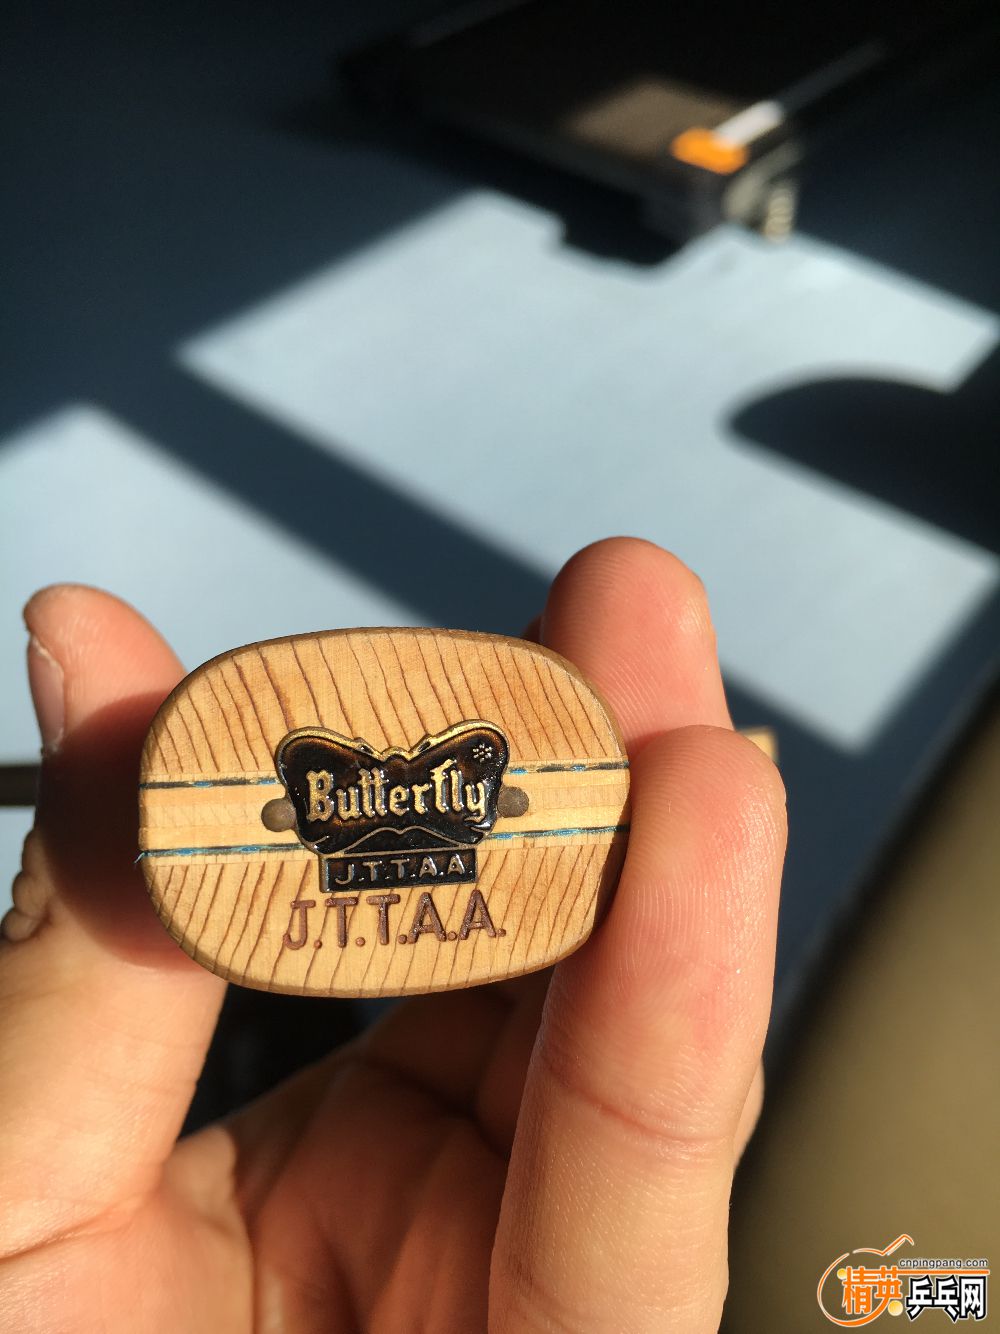 Butterfly
J.T.T.A.A
J.T.T.A.A.
cnpingpang.com
精英乒乓网